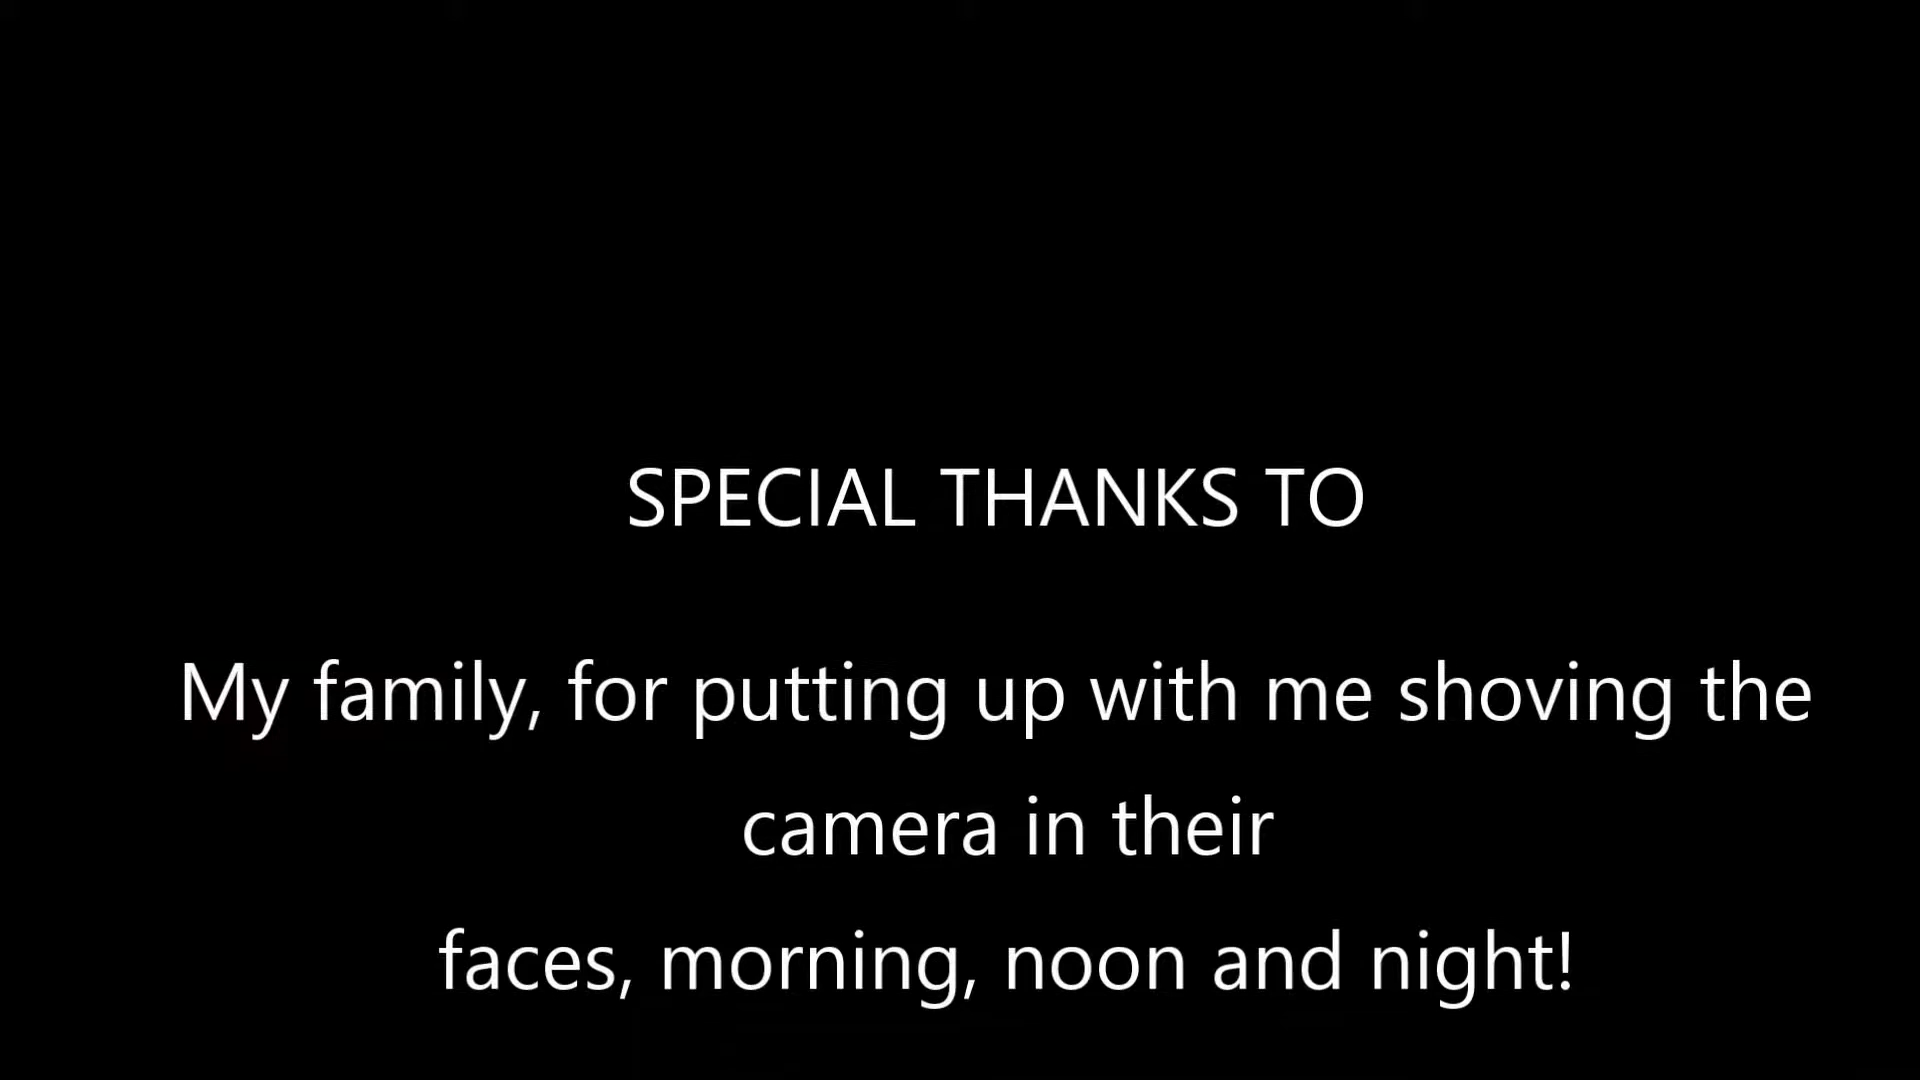 SPECIAL THANKS TO
My family, for putting up with me shoving the
camera in their
faces, morning, noon and night!